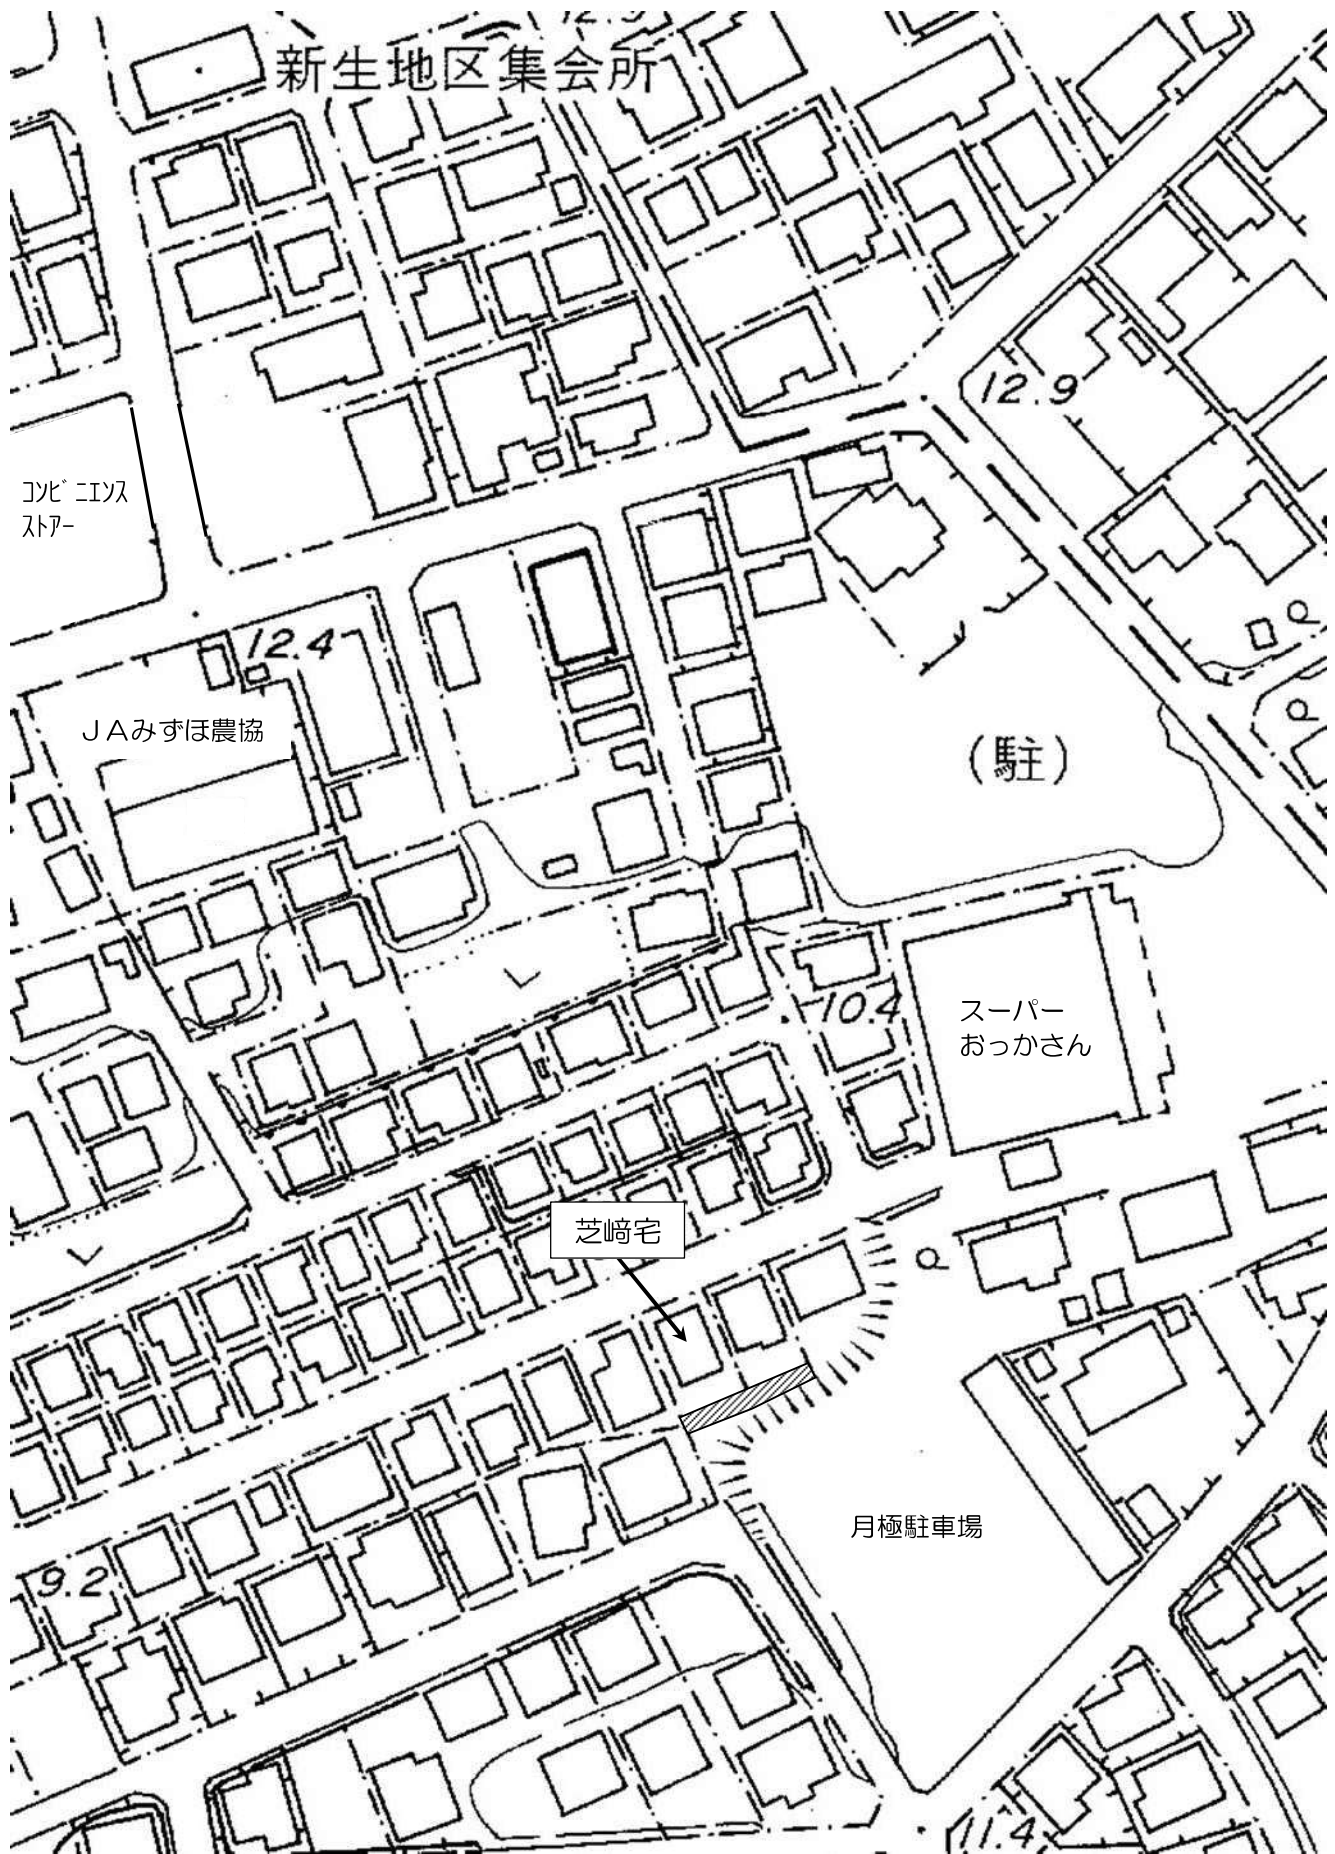 新生地区集会所
12.9
コンビニエンス
ストアー
12.4
JAみずほ農協
(駐)
10.4
スーパー
おっかさん
芝﨑宅
月極駐車場
9.2
11.4